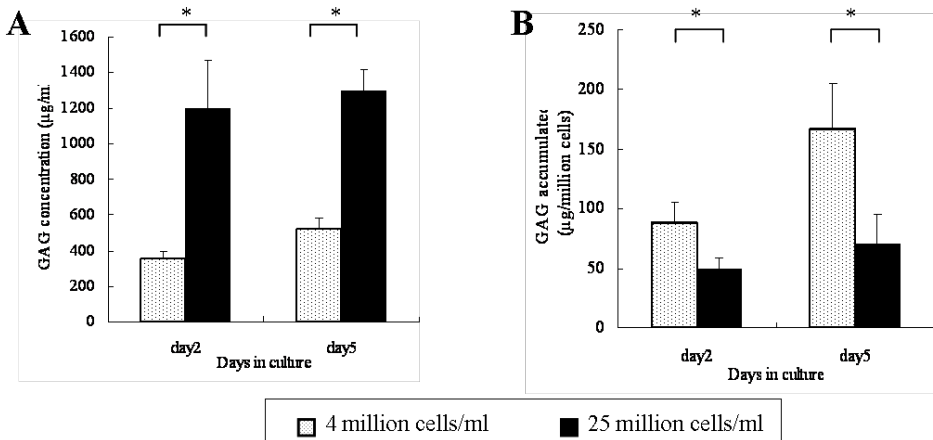 A
GAG concentration (μg/ml
1600
1400
1200
1000
800
600
400
200
0
*
*
day2
day5
Days in culture
B
GAG accumulated
(μg/million cells)
250
200
150
100
50
0
*
*
day2
day5
Days in culture
4 million cells/ml
25 million cells/ml